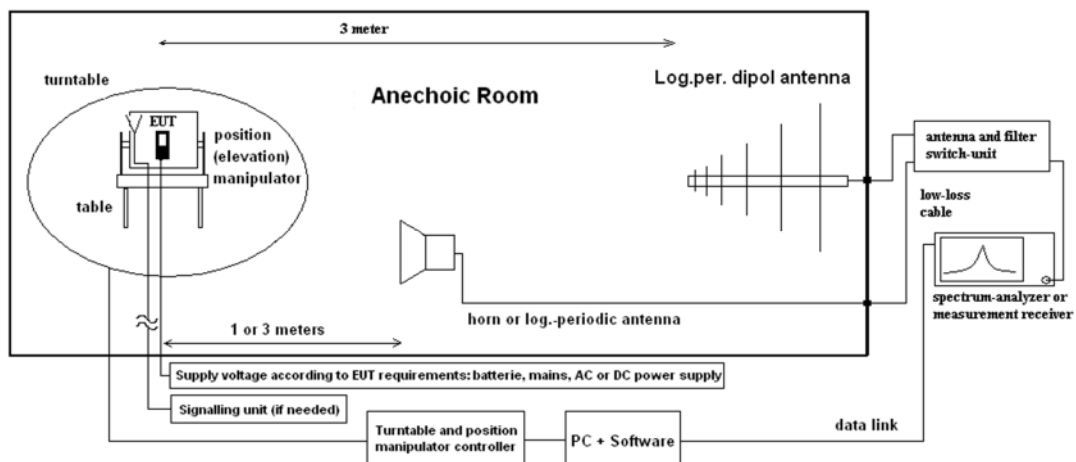 3 meter
turntable
Anechoic Room
Log.per. dipol antenna
EUT
position
(elevation)
manipulator
table
antenna and filter
switch-unit
low-loss
cable
spectrum-analyzer or
measurement receiver
horn or log.-periodic antenna
1 or 3 meters
Supply voltage according to EUT requirements: batterie, mains, AC or DC power supply
Signalling unit (if needed)
Turntable and position
manipulator controller
PC + Software
data link